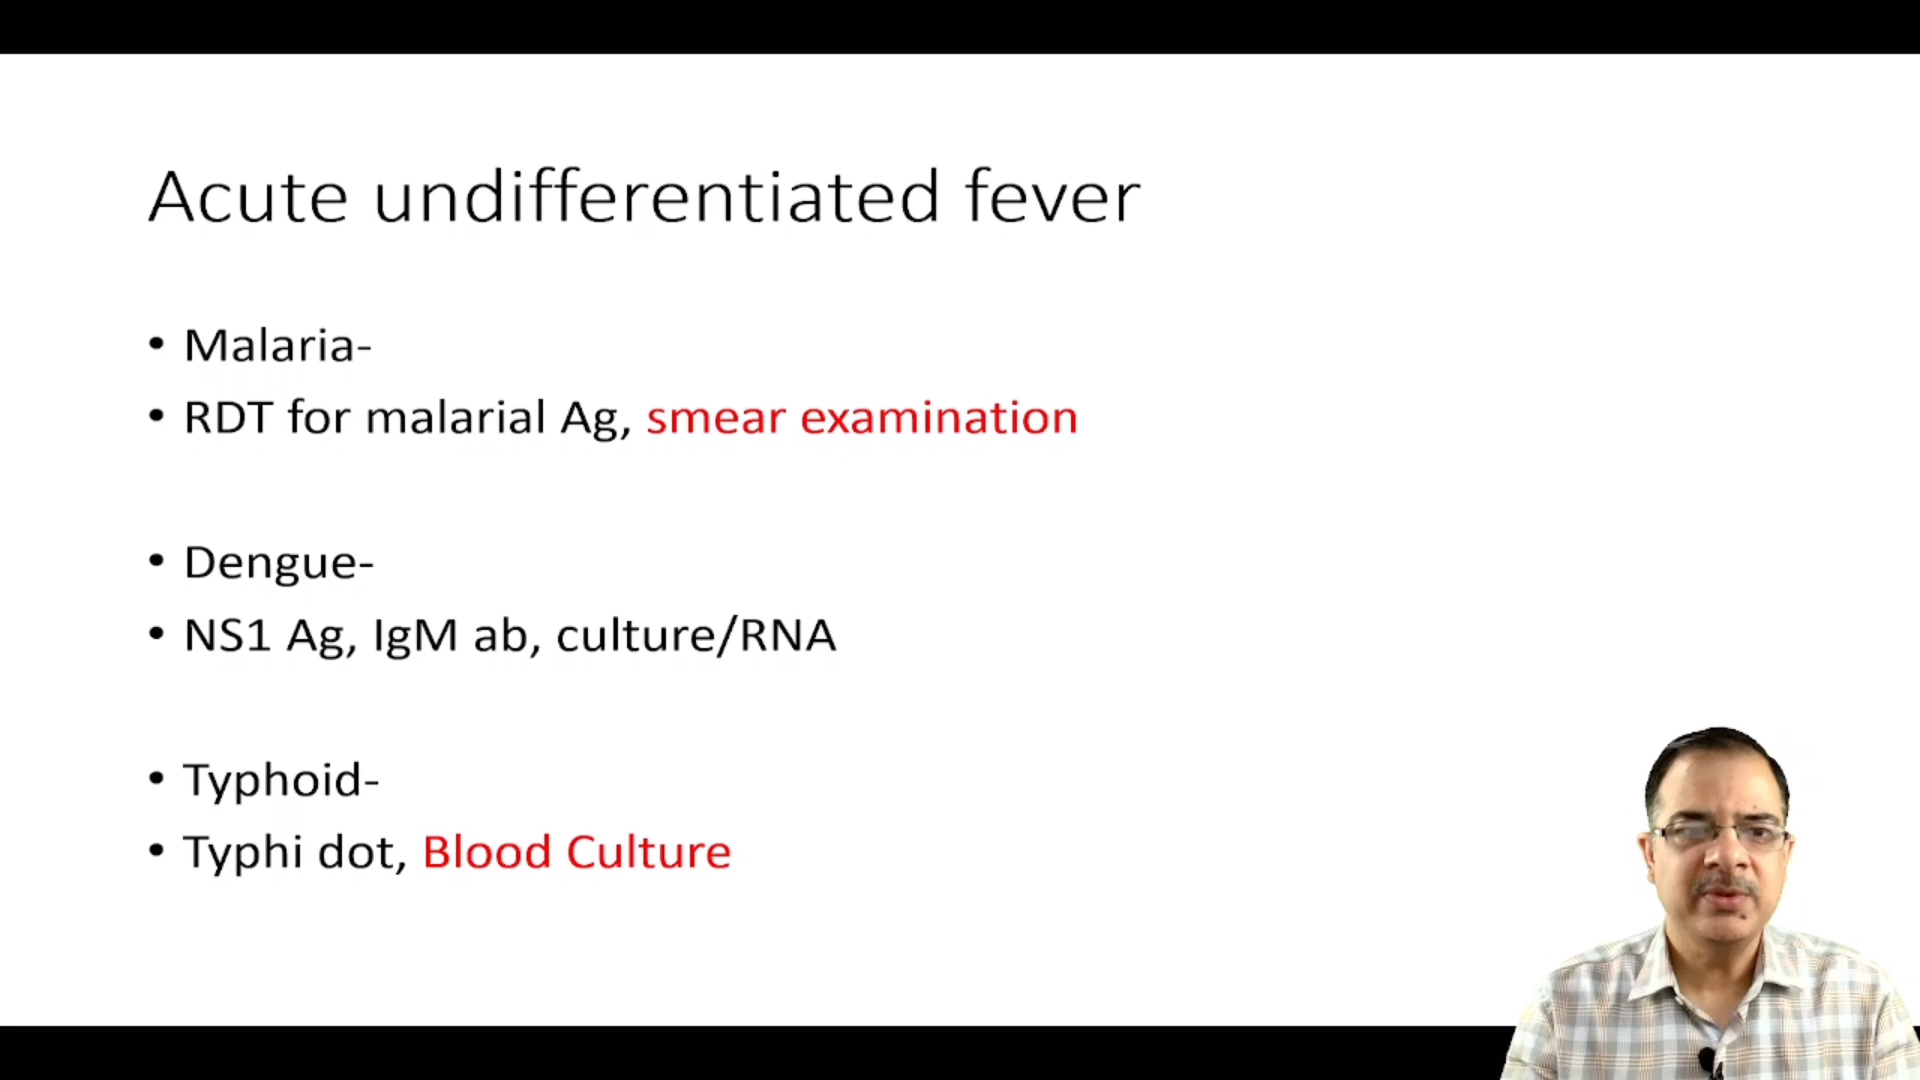 Acute undifferentiated fever
• Malaria-
• RDT for malarial Ag, smear examination
• Dengue-
• NS1 Ag, IgM ab, culture/RNA
• Typhoid-
• Typhi dot, Blood Culture